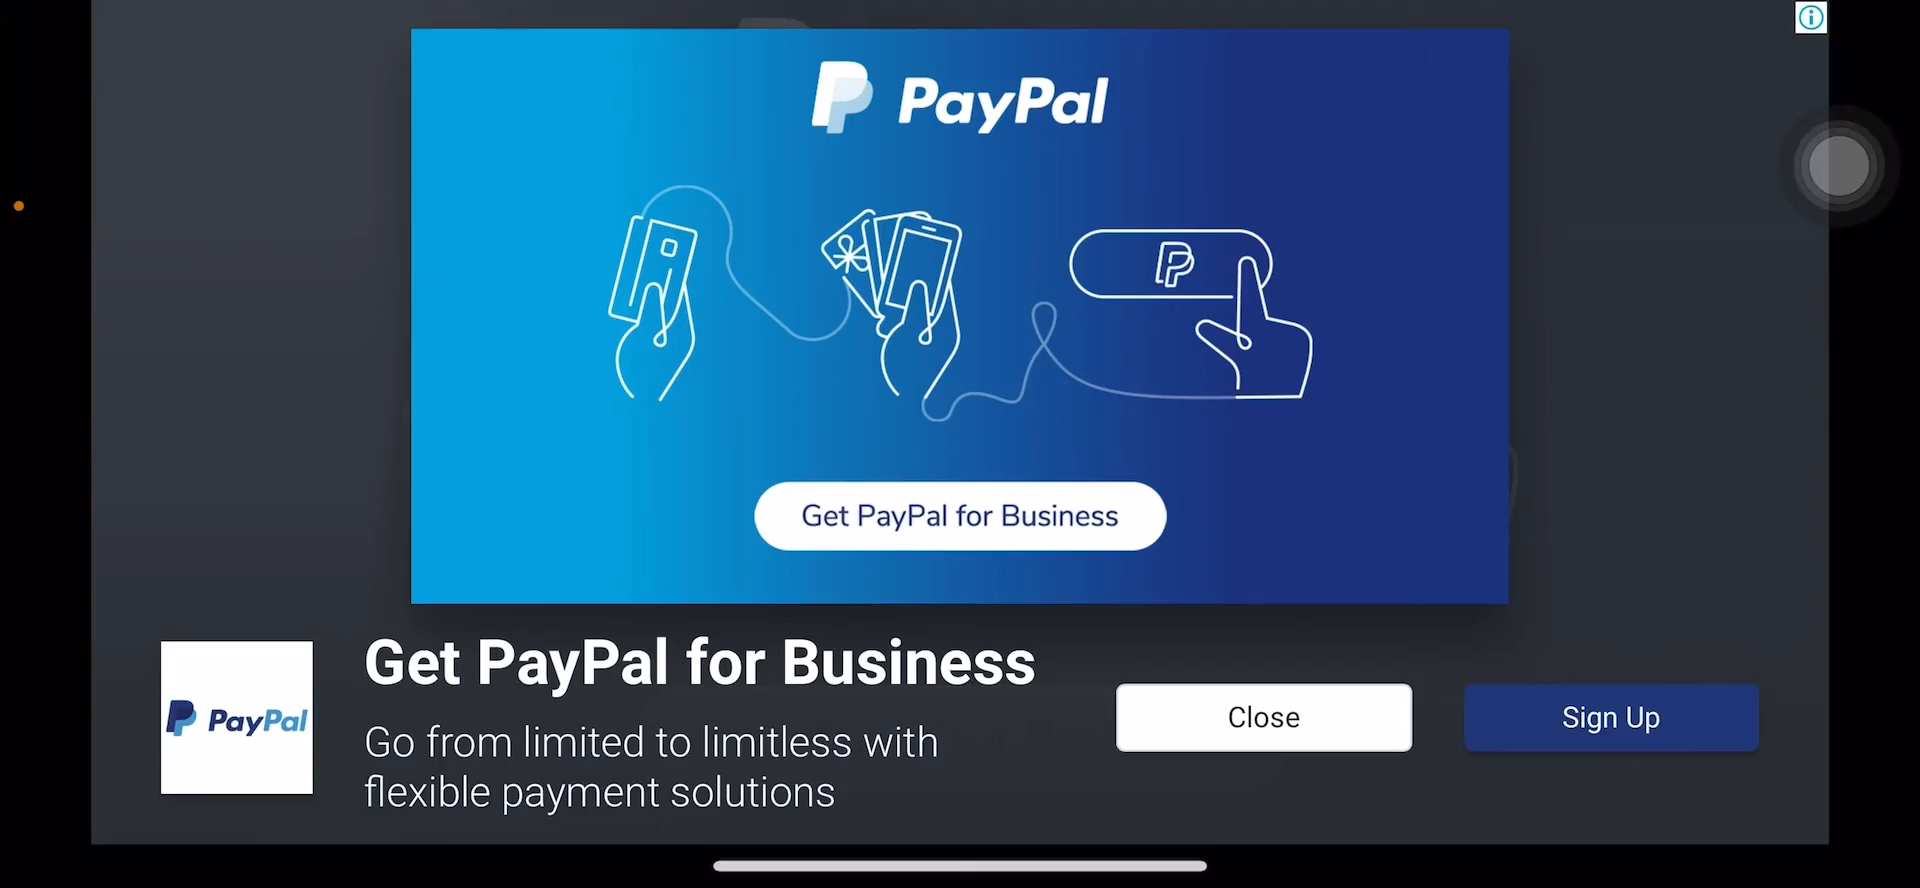 PayPal
Get PayPal for Business
Get PayPal for Business
PayPal
Go from limited to limitless with
flexible payment solutions
Close
Sign Up